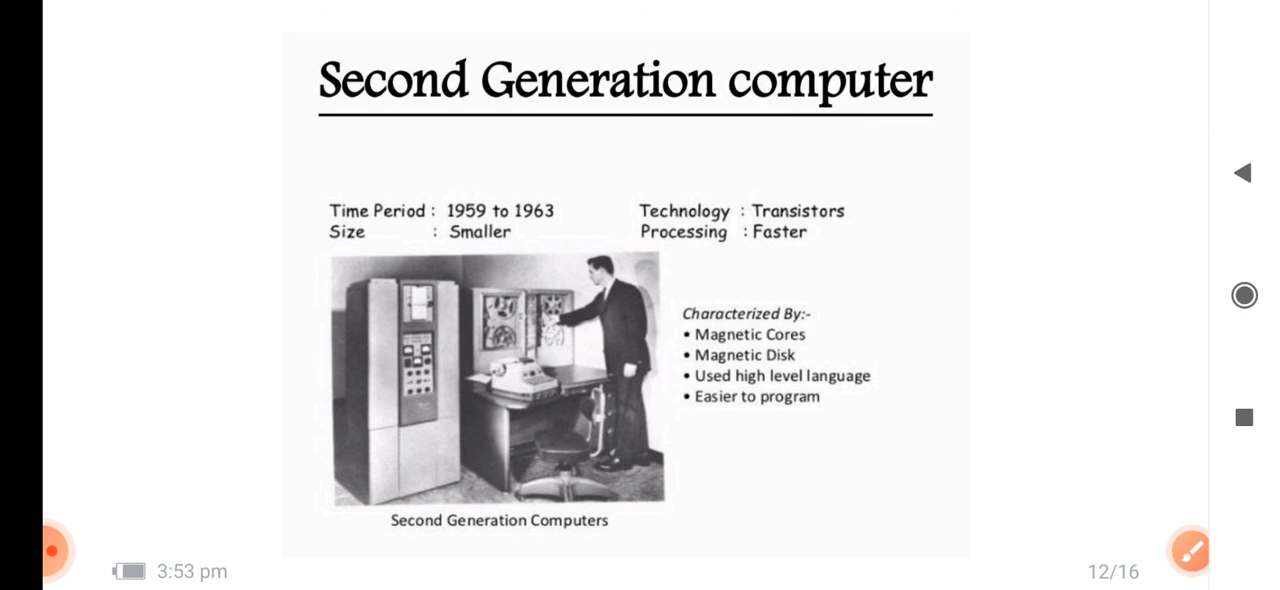 Second Generation computer
Time Period : 1959 to 1963
Size : Smaller
Technology : Transistors
Processing : Faster
Characterized By:-
• Magnetic Cores
• Magnetic Disk
• Used high level language
• Easier to program
Second Generation Computers
3:53 pm
12/16